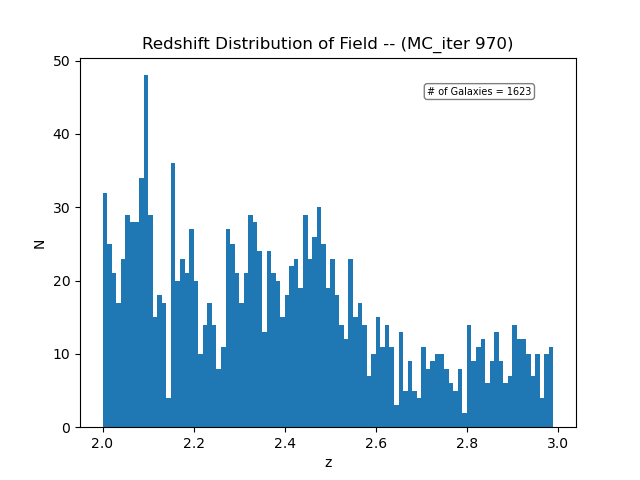 Redshift Distribution of Field -- (MC_iter 970)
# of Galaxies = 1623
50
40
30
20
10
0
N
2.0 2.2 2.4 2.6 2.8 3.0
z